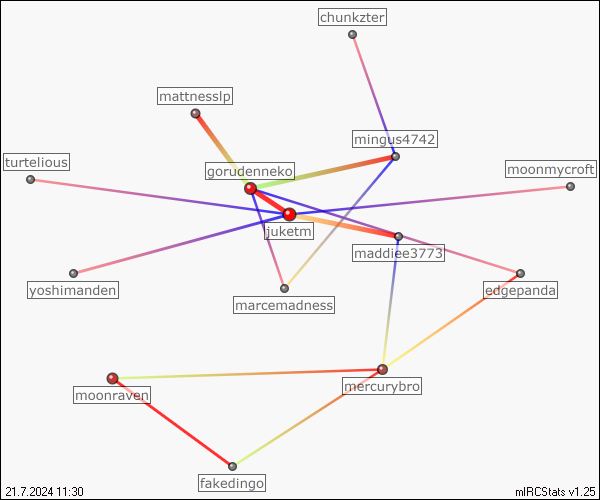 chunkzter
mattnesslp
mingus4742
turtelious
gorudenneko
moonmycroft
juketm
maddiee3773
yoshimanden
marcemadness
edgepanda
moonraven
mercurybro
fakedingo
21.7.2024 11:30
mIRCStats v1.25